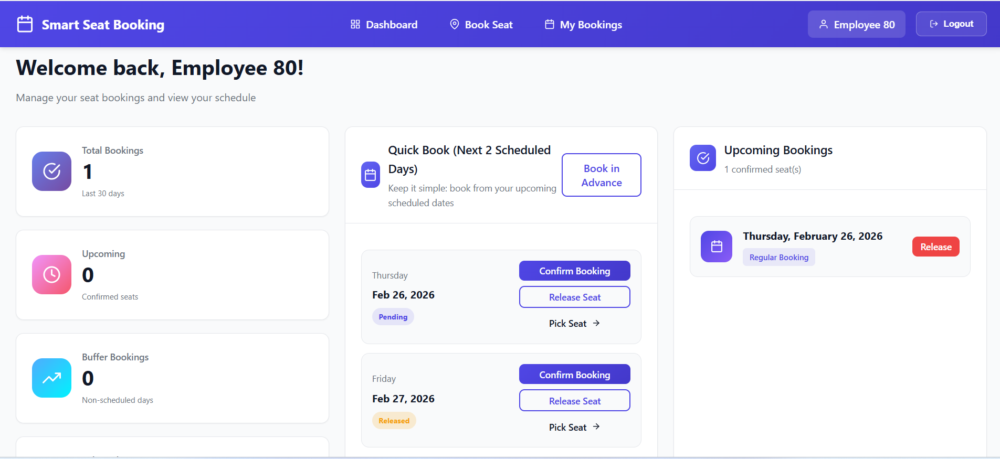 Smart Seat Booking
Dashboard
Book Seat
My Bookings
Employee 80
Logout
Welcome back, Employee 80!
Manage your seat bookings and view your schedule
Total Bookings
1
Last 30 days
Upcoming
0
Confirmed seats
Buffer Bookings
0
Non-scheduled days
Quick Book (Next 2 Scheduled
Days)
Keep it simple: book from your upcoming
scheduled dates
Book in
Advance
Thursday
Feb 26, 2026
Pending
Confirm Booking
Release Seat
Pick Seat →
Friday
Feb 27, 2026
Released
Confirm Booking
Release Seat
Pick Seat →
Upcoming Bookings
1 confirmed seat(s)
Thursday, February 26, 2026
Regular Booking
Release